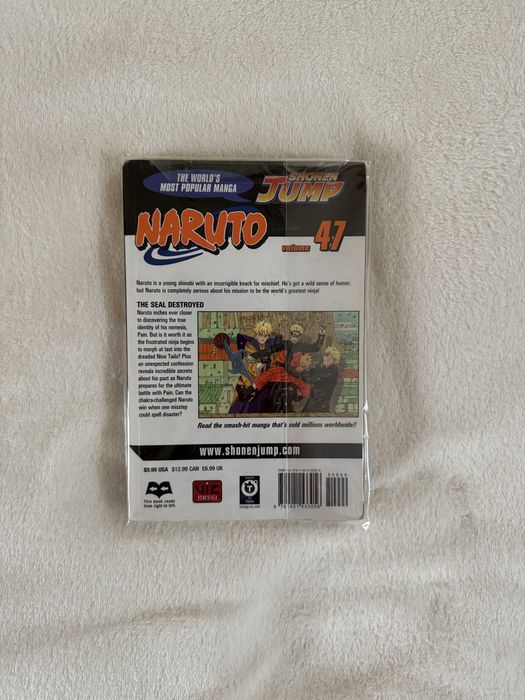 THE WORLD'S
MOST POPULAR MANGA
SHONEN
JUMP
NARUTO
volume 47
Naruto is a young shinobi with an incorrigible knack for mischief. He's got a wild sense of humor,
but Naruto is completely serious about his mission to be the world's greatest ninja!
THE SEAL DESTROYED
Naruto inches ever closer
to discovering the true
identity of his nemesis,
Pain. But is it worth it as
the frustrated ninja begins
to morph at last into the
dreaded Nine Tails? Plus
an unexpected confession
reveals incredible secrets
about his past as Naruto
prepares for the ultimate
battle with Pain. Can the
chakra-challenged Naruto
win when one misstep
could spell disaster?
Read the smash-hit manga that's sold millions worldwide!!
www.shonenjump.com
$9.99 USA $12.99 CAN £6.99 UK
This book reads
from right to left.
VIZ
media